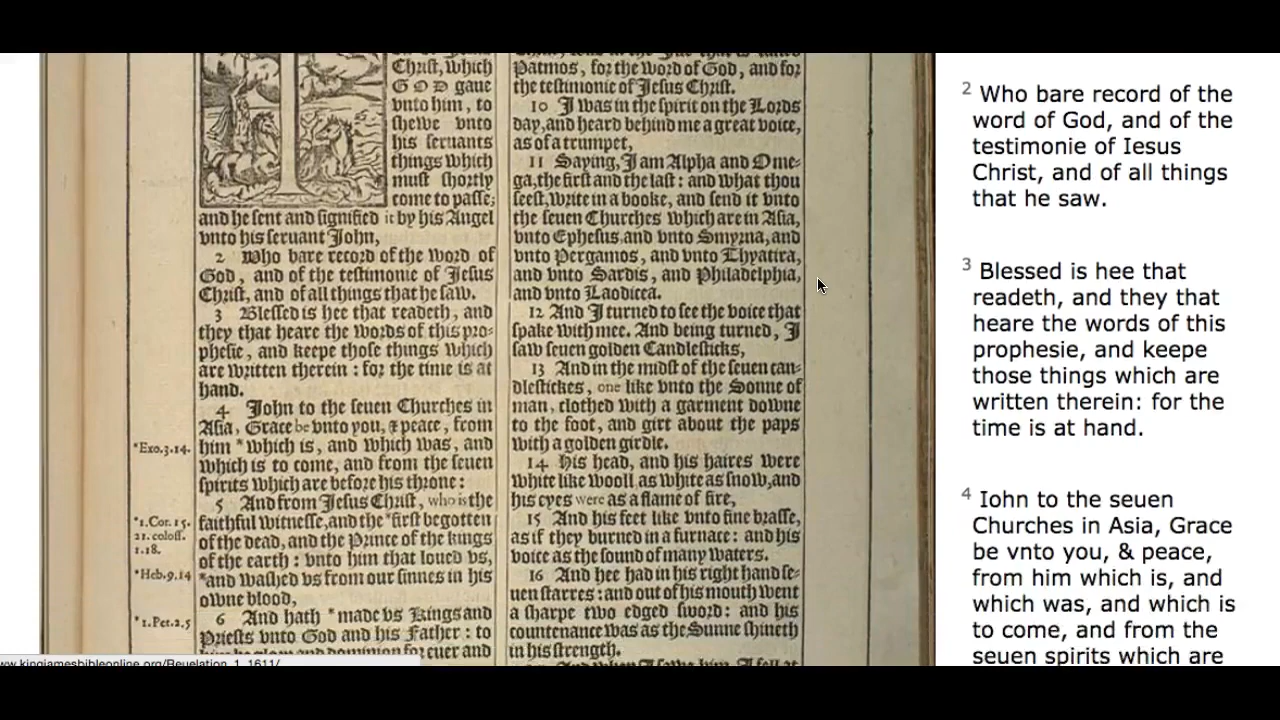 Christ, which
GOD gaue
vnto him, to
shewe vnto
his seruants
things which
must shortly
come to passe;
and he sent and signified it by his Angel
vnto his seruant John,
2 Who bare record of the word of
God, and of the testimonie of Jesus
Christ, and of all things that he saw.
3 Blessed is hee that readeth, and
they that heare the words of this pro-
phesie, and keepe those things which
are written therein : for the time is at
hand.
4 John to the seuen Churches in
Asia, Grace be vnto you, & peace, from
him * which is, and which was, and
which is to come, and from the seuen
spirits which are before his throne:
5 And from Jesus Christ, who is the
faithful witnesse, and the *first begotten
of the dead, and the Prince of the kings
of the earth : vnto him that loued vs,
*and washed vs from our sinnes in his
owne blood,
6 And hath * made vs Kings and
Priests vnto God and his Father : to
him be glory and dominion for euer and
*Exo.3.14.
*1.Cor. 15.
21. coloss.
1.18.
*Heb.9.14
*1.Pet.2.5
Patmos, for the word of God, and for
the testimonie of Jesus Christ.
10 I was in the spirit on the Lords
day, and heard behind me a great voice,
as of a trumpet,
11 Saying, I am Alpha and Ome-
ga, the first and the last : and what thou
seest, write in a booke, and send it vnto
the seuen Churches which are in Asia,
vnto Ephesus, and vnto Smyrna, and
vnto Pergamos, and vnto Thyatira,
and vnto Sardis, and Philadelphia,
and vnto Laodicea.
12 And I turned to see the voice that
spake with mee. And being turned, I
saw seuen golden Candlesticks,
13 And in the midst of the seuen can-
dlestickes, one like vnto the Sonne of
man, clothed with a garment downe
to the foot, and girt about the paps
with a golden girdle.
14 His head, and his haires were
white like wooll, as white as snow, and
his eyes were as a flame of fire,
15 And his feet like vnto fine brasse,
as if they burned in a furnace: and his
voice as the sound of many waters.
16 And hee had in his right hand se-
uen starres : and out of his mouth went
a sharpe two edged sword: and his
countenance was as the Sunne shineth
in his strength.
2 Who bare record of the
word of God, and of the
testimonie of Iesus
Christ, and of all things
that he saw.
3 Blessed is hee that
readeth, and they that
heare the words of this
prophesie, and keepe
those things which are
written therein: for the
time is at hand.
4 Iohn to the seuen
Churches in Asia, Grace
be vnto you, & peace,
from him which is, and
which was, and which is
to come, and from the
seuen spirits which are
ww.kingjamesbibleonline.org/Reuelation_1_1611/